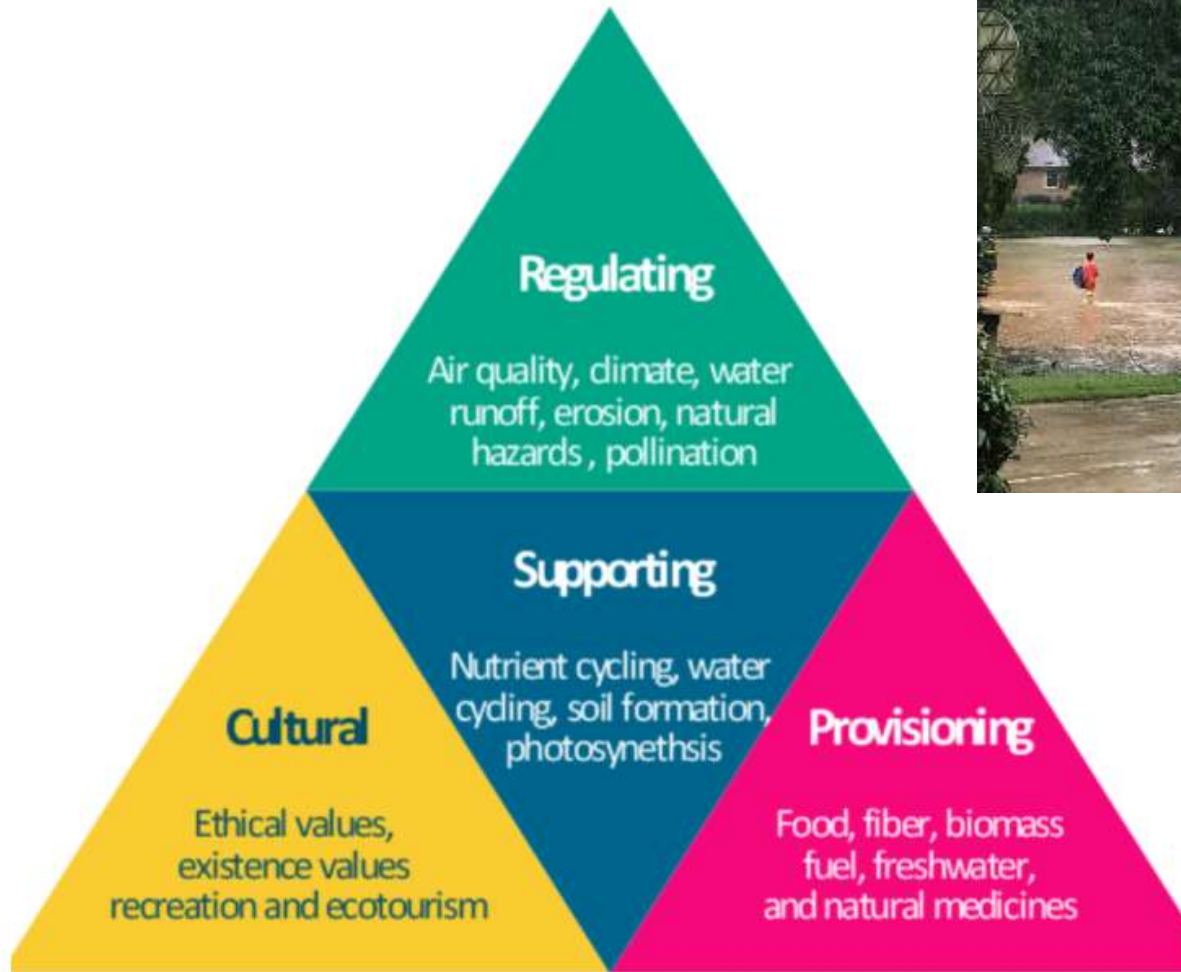 Regulating
Air quality, climate, water
runoff, erosion, natural
hazards , pollination
Supporting
Nutrient cycling, water
cycling, soil formation,
photosynethsis
Cultural
Ethical values,
existence values
recreation and ecotourism
Provisioning
Food, fiber, biomass
fuel, freshwater,
and natural medicines